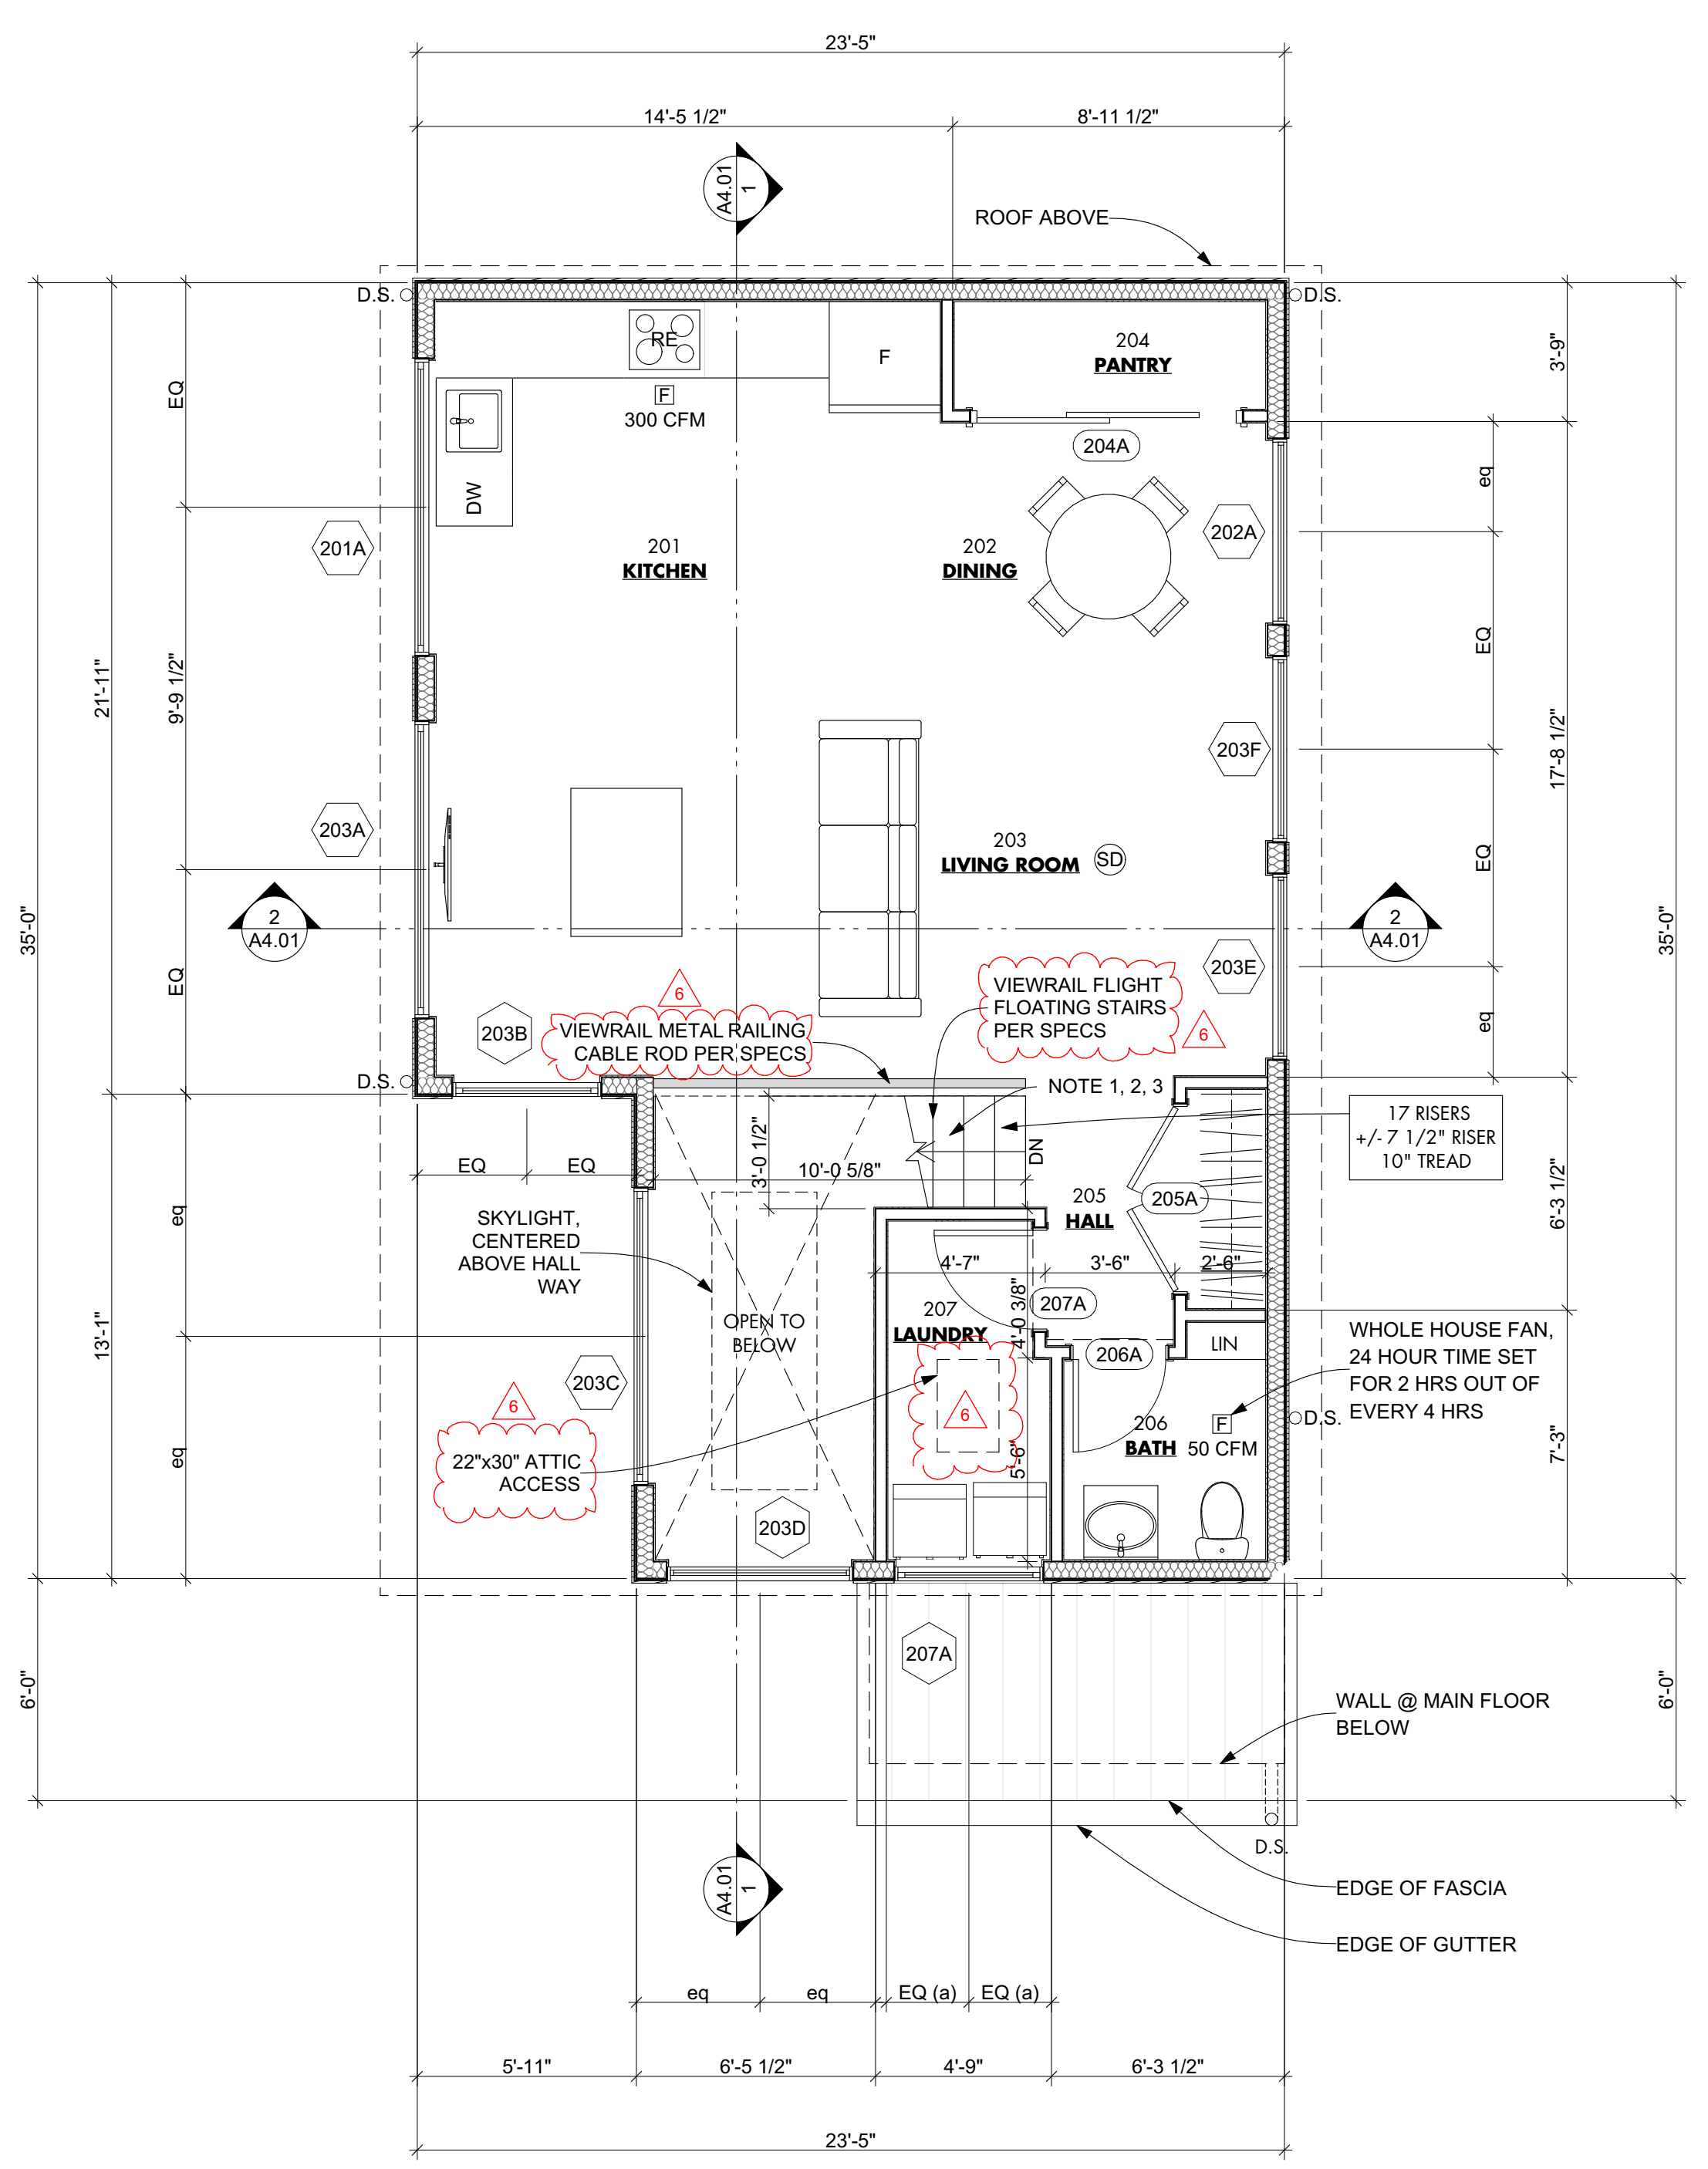 23'-5"
14'-5 1/2"
8'-11 1/2"
A4.01
1
ROOF ABOVE
D.S.
D.S.
RE
F
204
PANTRY
3'-9"
EQ
F
300 CFM
204A
eq
DW
201A
201
KITCHEN
202
DINING
202A
EQ
21'-11"
9'-9 1/2"
203F
17'-8 1/2"
203A
203
LIVING ROOM
SD
EQ
2
A4.01
2
A4.01
35'-0"
35'-0"
EQ
203B
6
VIEWRAIL METAL RAILING
CABLE ROD PER SPECS
VIEWRAIL FLIGHT
FLOATING STAIRS
PER SPECS
6
203E
eq
D.S.
NOTE 1, 2, 3
17 RISERS
+/- 7 1/2" RISER
10" TREAD
EQ
EQ
3'-0 1/2"
10'-0 5/8"
DN
205A
205
HALL
6'-3 1/2"
eq
SKYLIGHT,
CENTERED
ABOVE HALL
WAY
4'-7"
3'-6"
2'-6"
4'-0 3/8"
207A
207
LAUNDRY
OPEN TO
BELOW
13'-1"
206A
LIN
WHOLE HOUSE FAN,
24 HOUR TIME SET
FOR 2 HRS OUT OF
EVERY 4 HRS
203C
6
6
D.S.
206
BATH
F
50 CFM
eq
22"x30" ATTIC
ACCESS
5'-6"
7'-3"
203D
207A
6'-0"
6'-0"
WALL @ MAIN FLOOR
BELOW
D.S.
A4.01
1
EDGE OF FASCIA
EDGE OF GUTTER
eq
eq
EQ (a)
EQ (a)
5'-11"
6'-5 1/2"
4'-9"
6'-3 1/2"
23'-5"